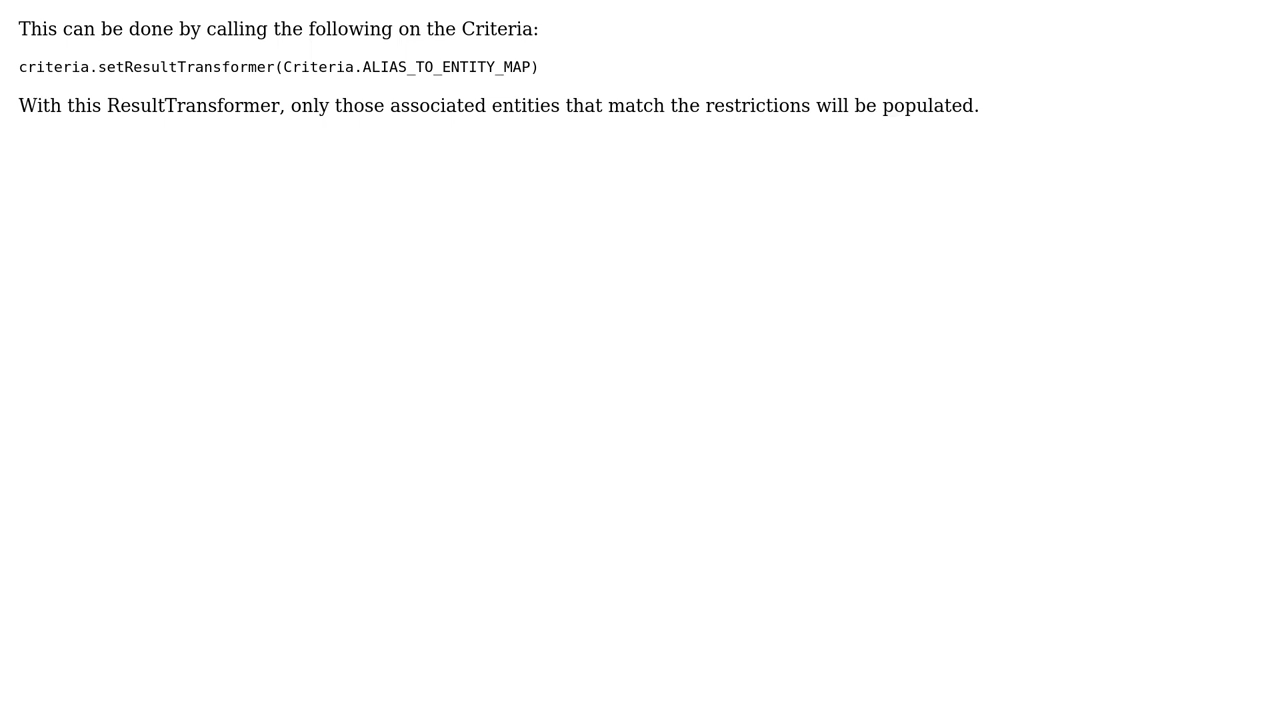 This can be done by calling the following on the Criteria:
criteria.setResultTransformer(Criteria.ALIAS_TO_ENTITY_MAP)
With this ResultTransformer, only those associated entities that match the restrictions will be populated.